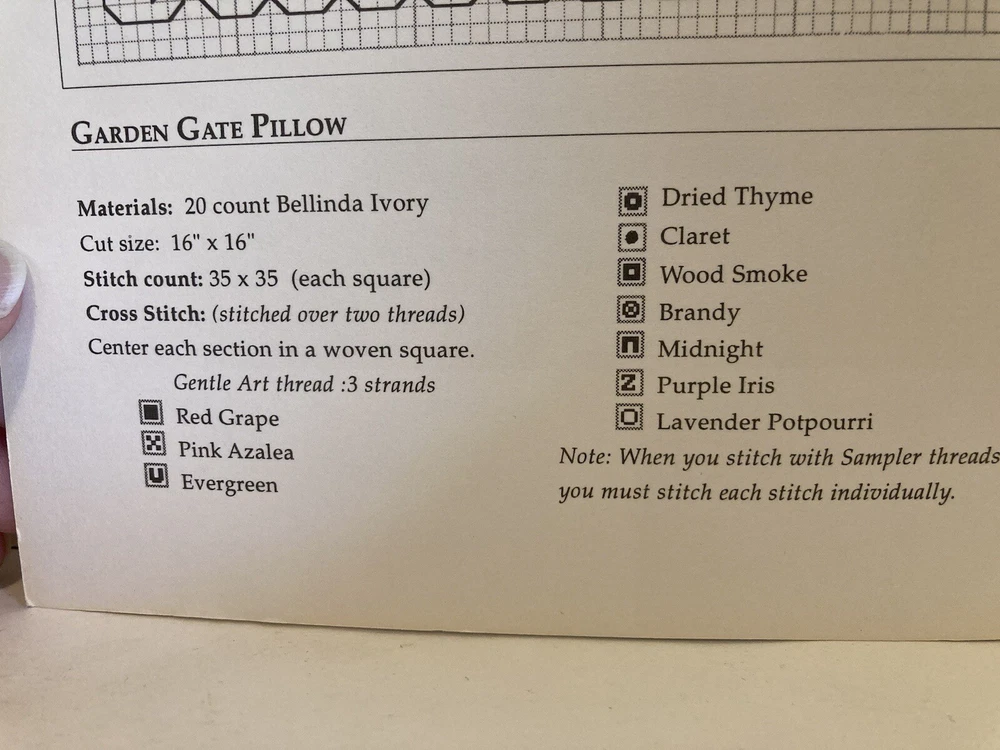 GARDEN GATE PILLOW
Materials: 20 count Bellinda Ivory
Cut size: 16" x 16"
Stitch count: 35 x 35 (each square)
Cross Stitch: (stitched over two threads)
Center each section in a woven square.
Gentle Art thread :3 strands
Red Grape
Pink Azalea
Evergreen
Dried Thyme
Claret
Wood Smoke
Brandy
Midnight
Purple Iris
Lavender Potpourri
Note: When you stitch with Sampler threads
you must stitch each stitch individually.